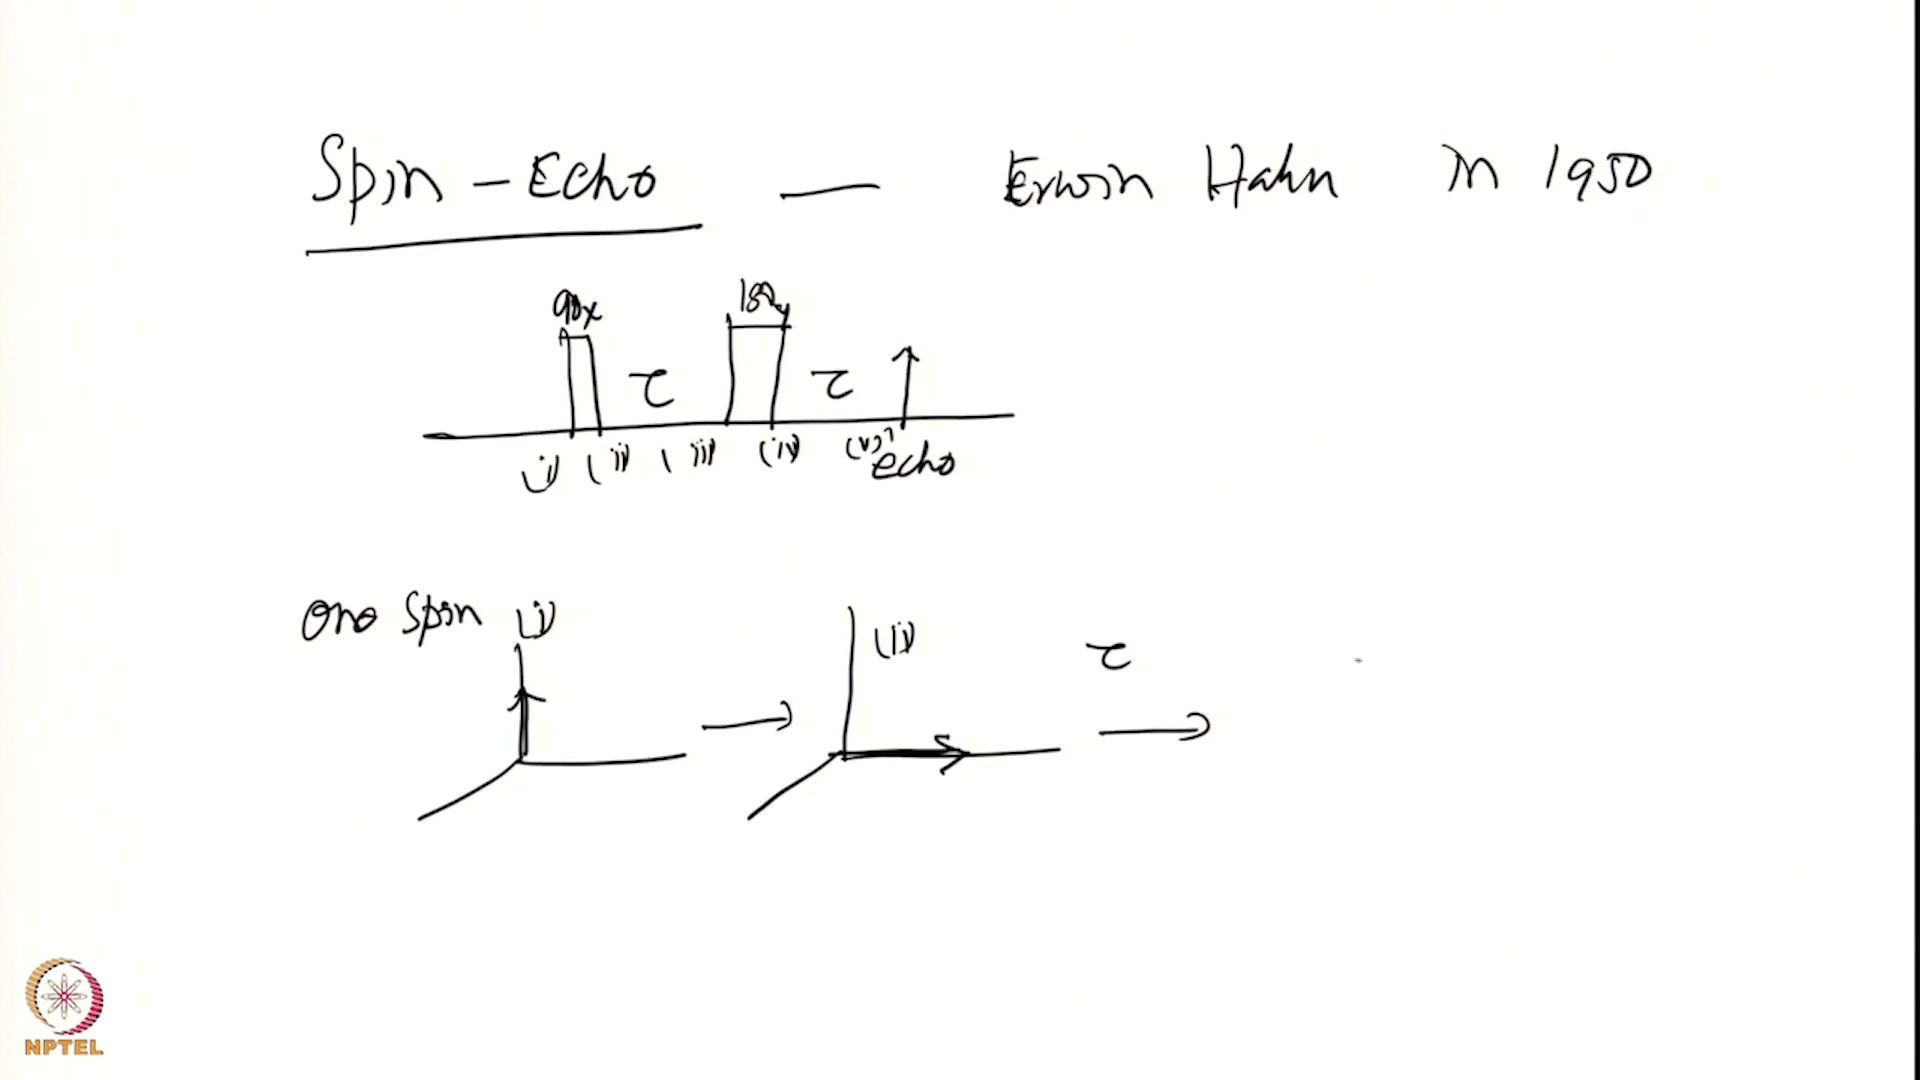 Spin-Echo — Erwin Hahn in 1950
90x 180y
τ τ
(i) (ii) (iii) (iv) (v)
echo
One Spin (i) (ii) τ
NPTEL